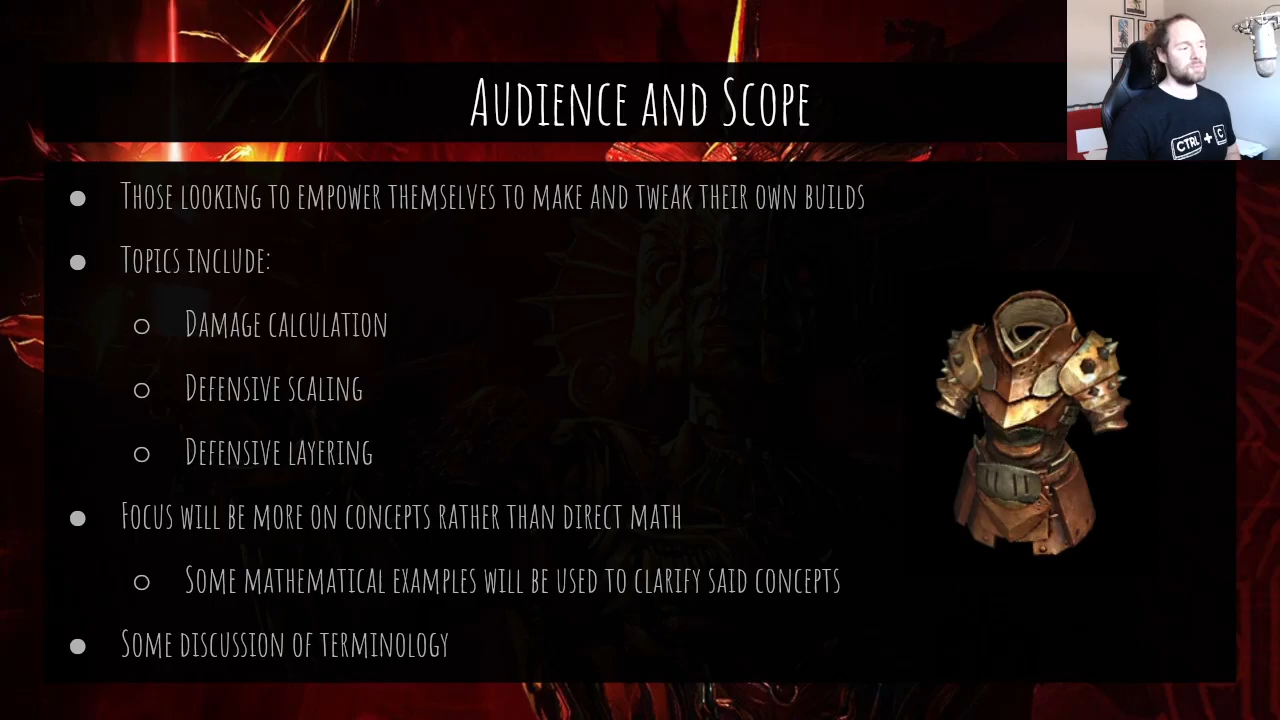 Audience and Scope
Those looking to empower themselves to make and tweak their own builds
Topics include:
Damage calculation
Defensive scaling
Defensive layering
Focus will be more on concepts rather than direct math
Some mathematical examples will be used to clarify said concepts
Some discussion of terminology
CTRL + C